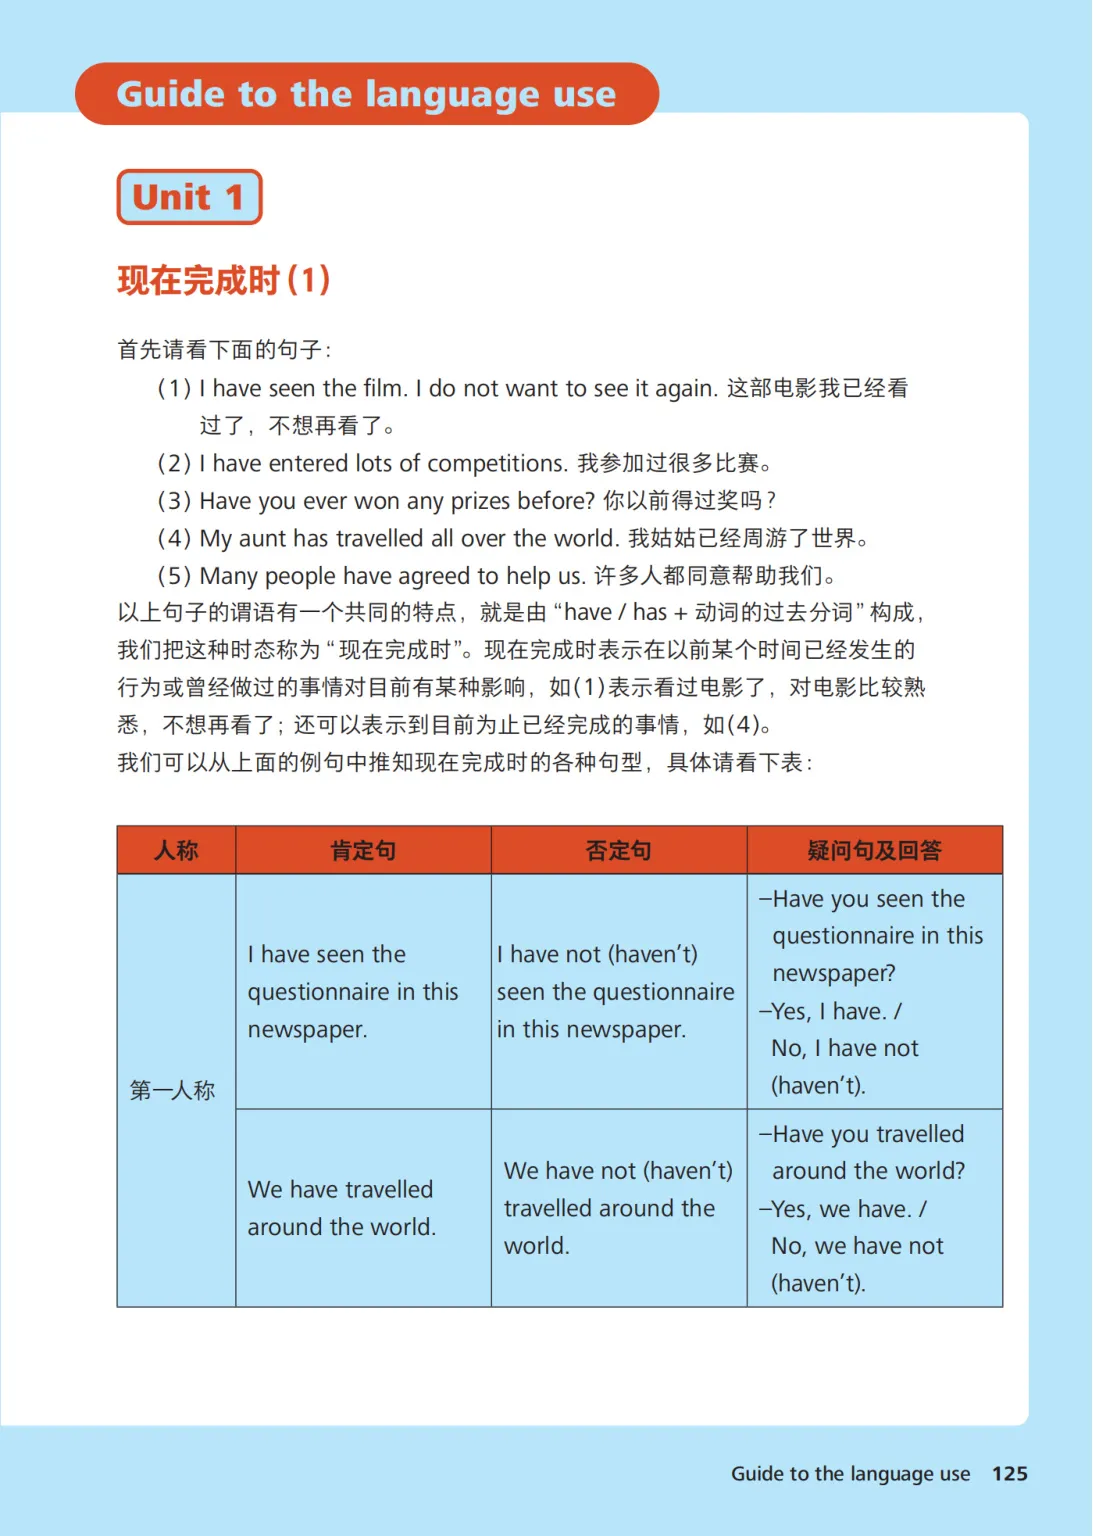 Guide to the language use
Unit 1
现在完成时(1)
首先请看下面的句子：
(1) I have seen the film. I do not want to see it again. 这部电影我已经看
过了，不想再看了。
(2) I have entered lots of competitions. 我参加过很多比赛。
(3) Have you ever won any prizes before? 你以前得过奖吗？
(4) My aunt has travelled all over the world. 我姑姑已经周游了世界。
(5) Many people have agreed to help us. 许多人都同意帮助我们。
以上句子的谓语有一个共同的特点，就是由“have / has + 动词的过去分词”构成，
我们把这种时态称为“现在完成时”。现在完成时表示在以前某个时间已经发生的
行为或曾经做过的事情对目前有某种影响，如(1)表示看过电影了，对电影比较熟
悉，不想再看了；还可以表示到目前为止已经完成的事情，如(4)。
我们可以从上面的例句中推知现在完成时的各种句型，具体请看下表：
人称 肯定句 否定句 疑问句及回答
第一人称
I have seen the
questionnaire in this
newspaper.
I have not (haven’t)
seen the questionnaire
in this newspaper.
–Have you seen the
questionnaire in this
newspaper?
–Yes, I have. /
No, I have not
(haven’t).
We have travelled
around the world.
We have not (haven’t)
travelled around the
world.
–Have you travelled
around the world?
–Yes, we have. /
No, we have not
(haven’t).
Guide to the language use 125